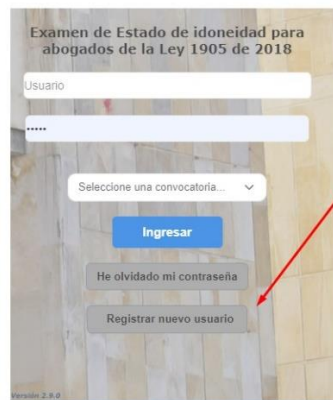 Examen de Estado de idoneidad para
abogados de la Ley 1905 de 2018
Usuario
•••••
Seleccione una convocatoria...
Ingresar
He olvidado mi contraseña
Registrar nuevo usuario
Versión 2.9.0